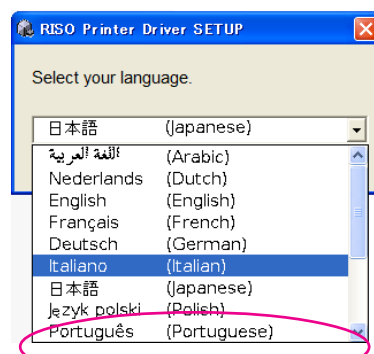 RISO Printer Driver SETUP
Select your language.
日本語 (Japanese)
اللغة العربية (Arabic)
Nederlands (Dutch)
English (English)
Français (French)
Deutsch (German)
Italiano (Italian)
日本語 (Japanese)
Język polski (Polish)
Português (Portuguese)